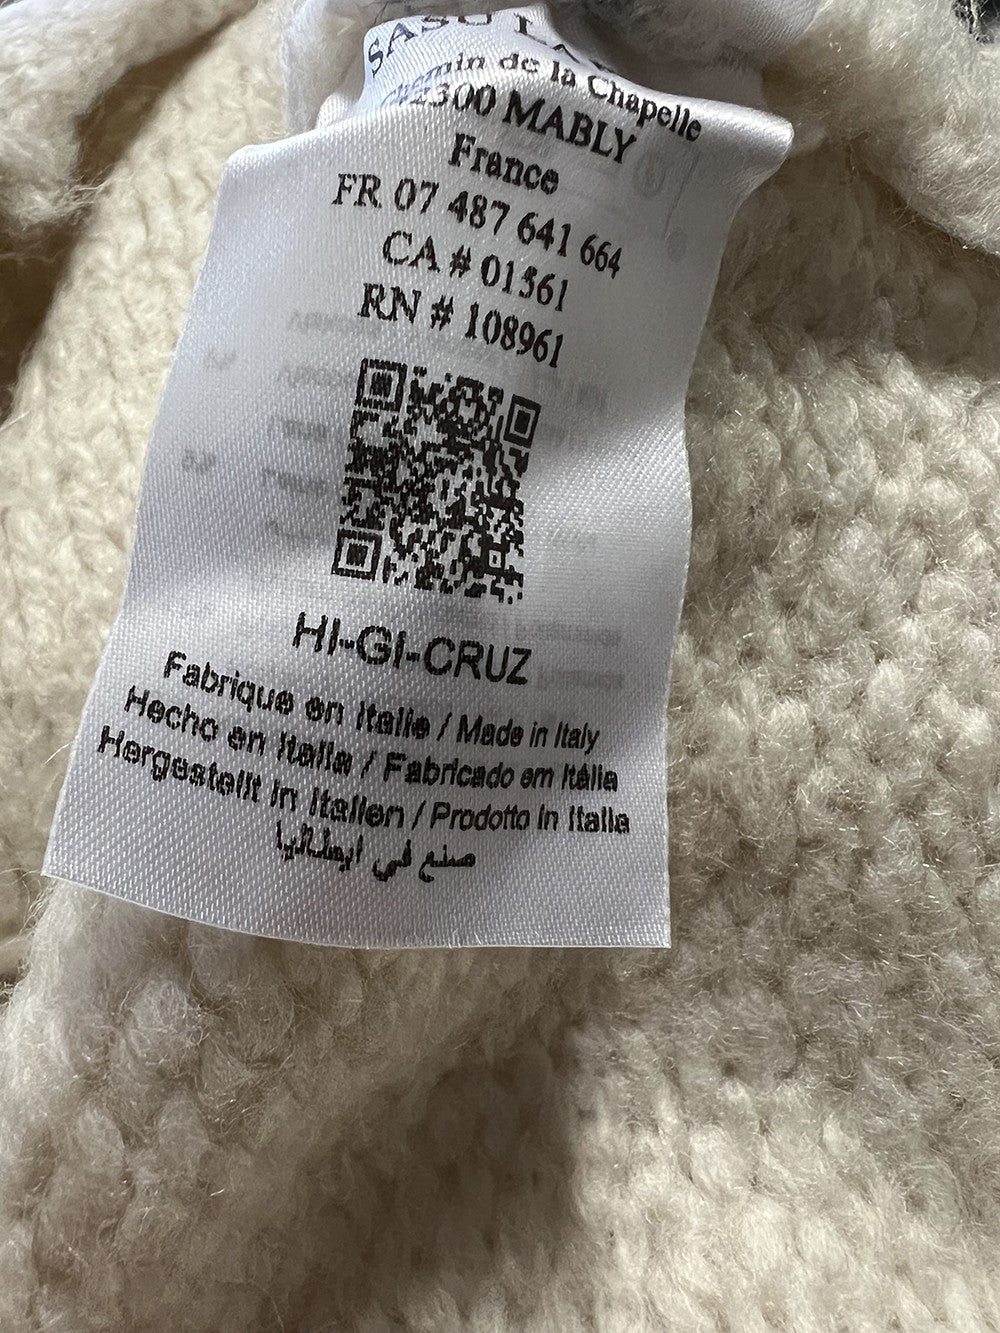 SASU
Chemin de la Chapelle
42300 MABLY
France
FR 07 487 641 664
CA # 01561
RN # 108961
HI-GI-CRUZ
Fabrique en Italie / Made in Italy
Hecho en Italia / Fabricado em Itália
Hergestellt in Italien / Prodotto in Italia
صنع في ايطاليا